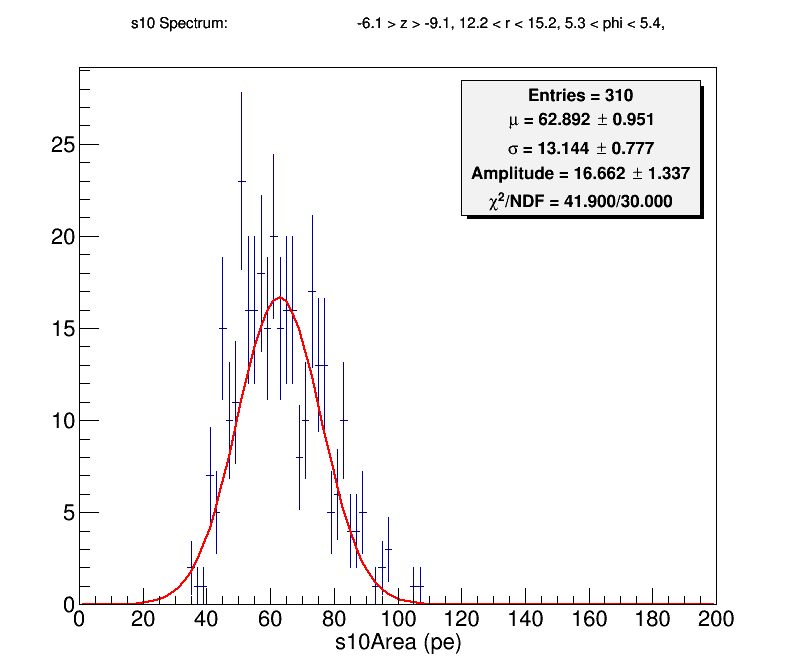 s10 Spectrum: -6.1 > z > -9.1, 12.2 < r < 15.2, 5.3 < phi < 5.4,
Entries = 310
μ = 62.892 ± 0.951
σ = 13.144 ± 0.777
Amplitude = 16.662 ± 1.337
χ²/NDF = 41.900/30.000
25
20
15
10
5
0
0 20 40 60 80 100 120 140 160 180 200
s10Area (pe)